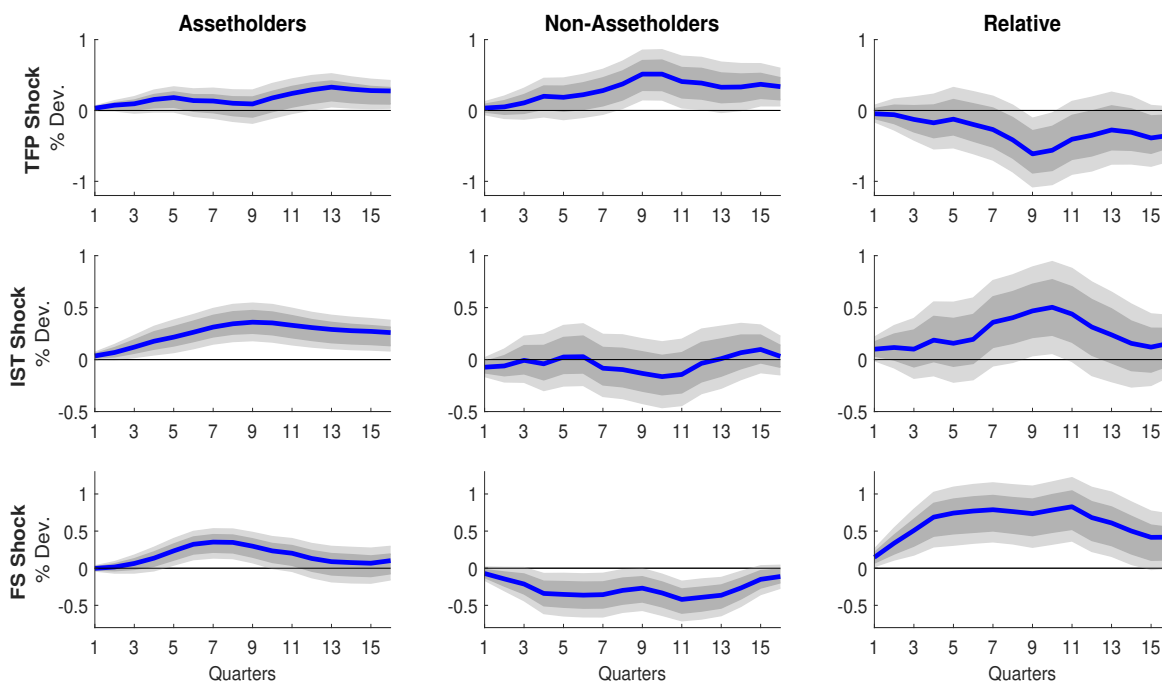 Assetholders Non-Assetholders Relative
TFP Shock
% Dev.
1 0 -1
1 3 5 7 9 11 13 15
1 0 -1
1 3 5 7 9 11 13 15
1 0 -1
1 3 5 7 9 11 13 15
IST Shock
% Dev.
1 0.5 0 -0.5
1 3 5 7 9 11 13 15
1 0.5 0 -0.5
1 3 5 7 9 11 13 15
1 0.5 0 -0.5
1 3 5 7 9 11 13 15
FS Shock
% Dev.
1 0.5 0 -0.5
1 3 5 7 9 11 13 15
Quarters
1 0.5 0 -0.5
1 3 5 7 9 11 13 15
Quarters
1 0.5 0 -0.5
1 3 5 7 9 11 13 15
Quarters